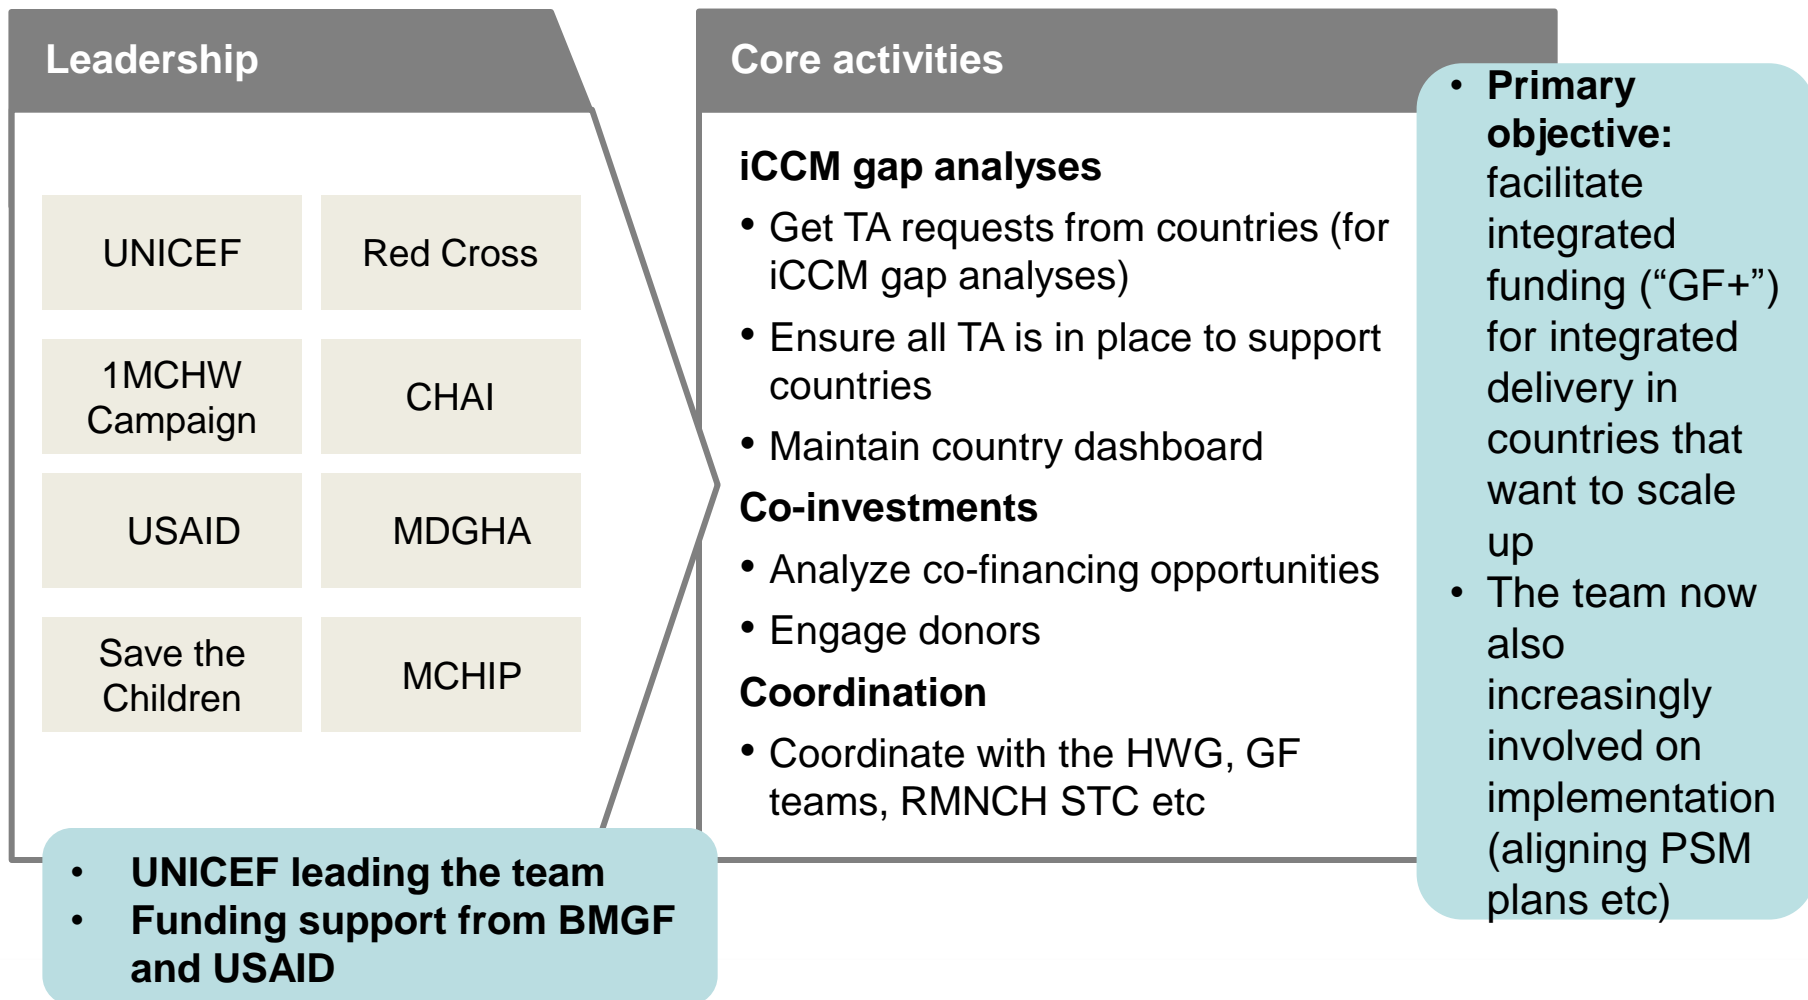 Leadership
UNICEF
Red Cross
1MCHW
Campaign
CHAI
USAID
MDGHA
Save the
Children
MCHIP
• UNICEF leading the team
• Funding support from BMGF
and USAID
Core activities
iCCM gap analyses
• Get TA requests from countries (for
iCCM gap analyses)
• Ensure all TA is in place to support
countries
• Maintain country dashboard
Co-investments
• Analyze co-financing opportunities
• Engage donors
Coordination
• Coordinate with the HWG, GF
teams, RMNCH STC etc
• Primary
objective:
facilitate
integrated
funding (“GF+”)
for integrated
delivery in
countries that
want to scale
up
• The team now
also
increasingly
involved on
implementation
(aligning PSM
plans etc)